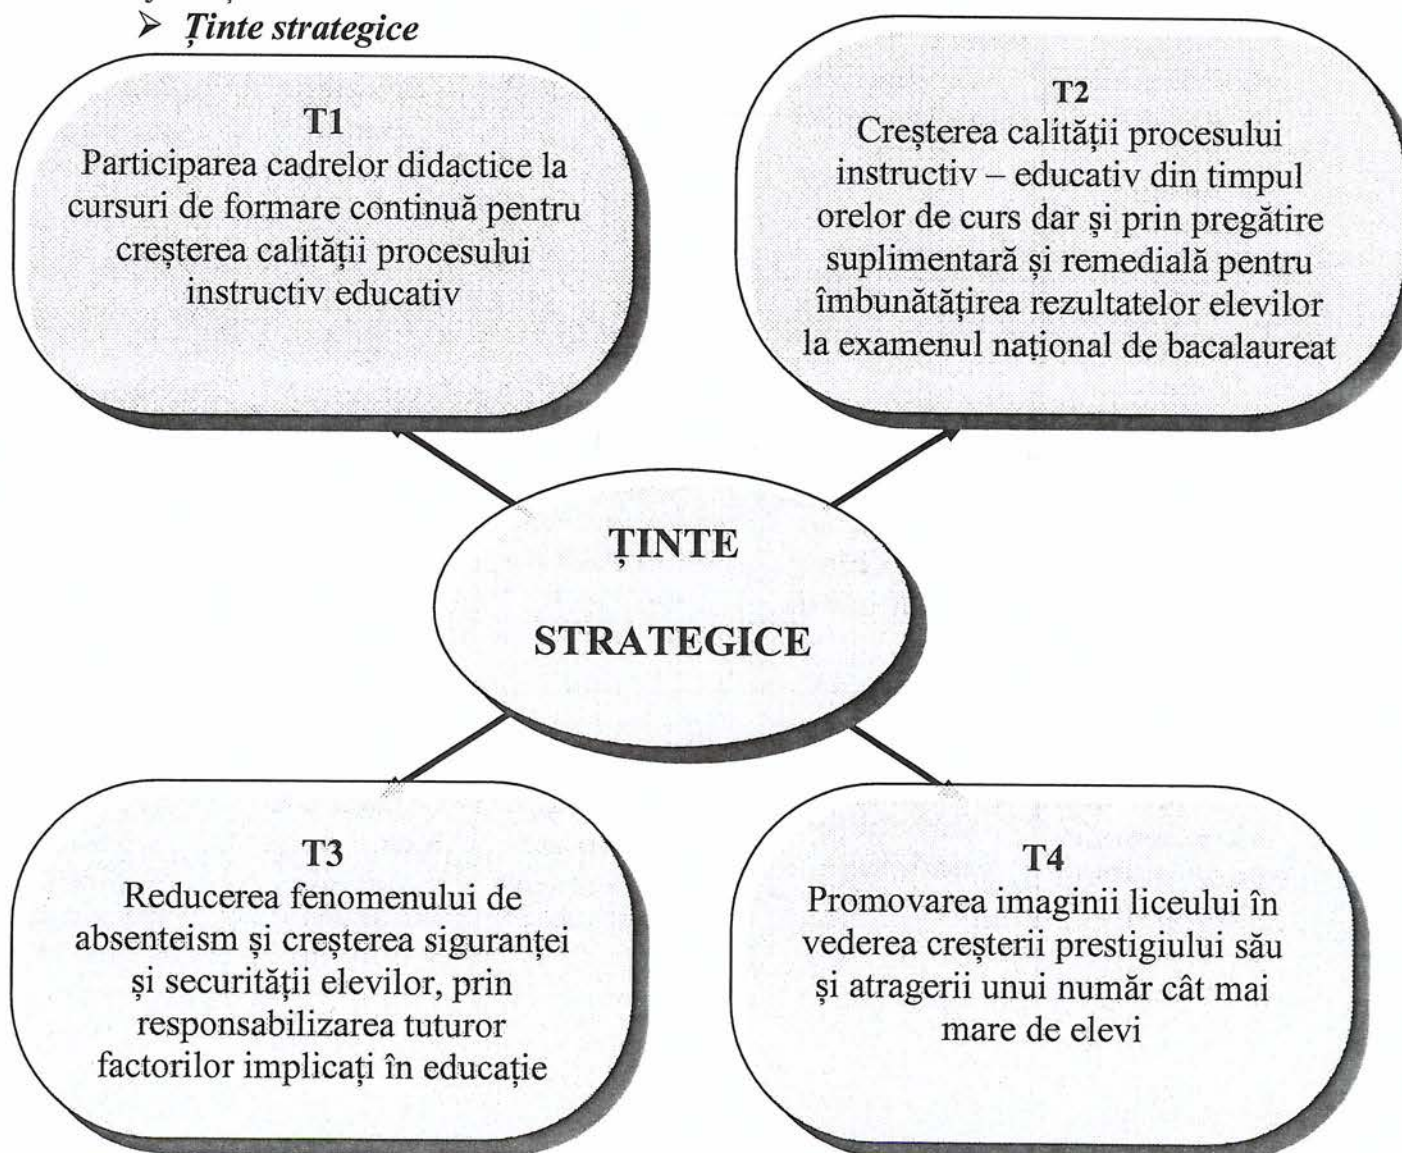 ➢ Ținte strategice
T1
Participarea cadrelor didactice la
cursuri de formare continuă pentru
creșterea calității procesului
instructiv educativ
T2
Creșterea calității procesului
instructiv – educativ din timpul
orelor de curs dar și prin pregătire
suplimentară și remedială pentru
îmbunătățirea rezultatelor elevilor
la examenul național de bacalaureat
ȚINTE
STRATEGICE
T3
Reducerea fenomenului de
absenteism și creșterea siguranței
și securității elevilor, prin
responsabilizarea tuturor
factorilor implicați în educație
T4
Promovarea imaginii liceului în
vederea creșterii prestigiului său
și atragerii unui număr cât mai
mare de elevi